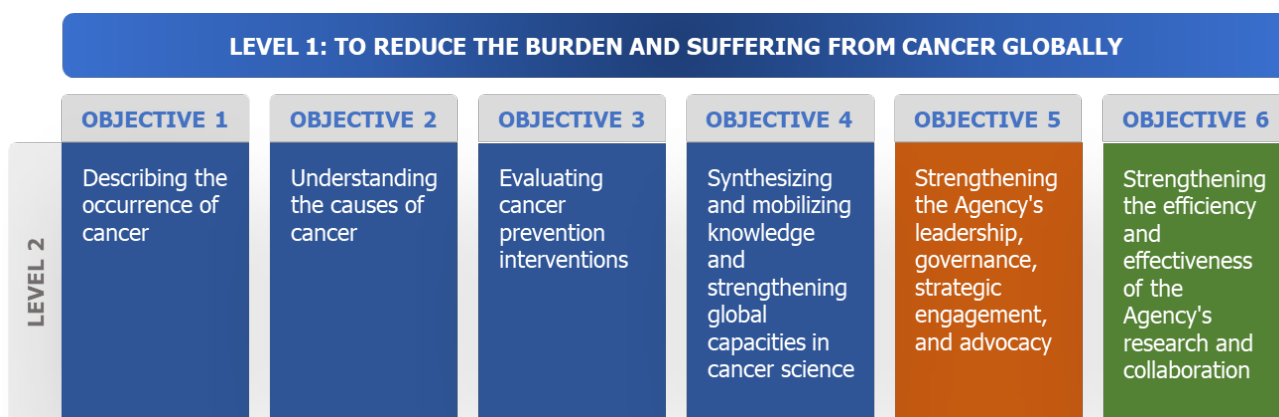 LEVEL 1: TO REDUCE THE BURDEN AND SUFFERING FROM CANCER GLOBALLY
LEVEL 2
OBJECTIVE 1
Describing the
occurrence of
cancer
OBJECTIVE 2
Understanding
the causes of
cancer
OBJECTIVE 3
Evaluating
cancer
prevention
interventions
OBJECTIVE 4
Synthesizing
and mobilizing
knowledge
and
strengthening
global
capacities in
cancer science
OBJECTIVE 5
Strengthening
the Agency's
leadership,
governance,
strategic
engagement,
and advocacy
OBJECTIVE 6
Strengthening
the efficiency
and
effectiveness
of the
Agency's
research and
collaboration